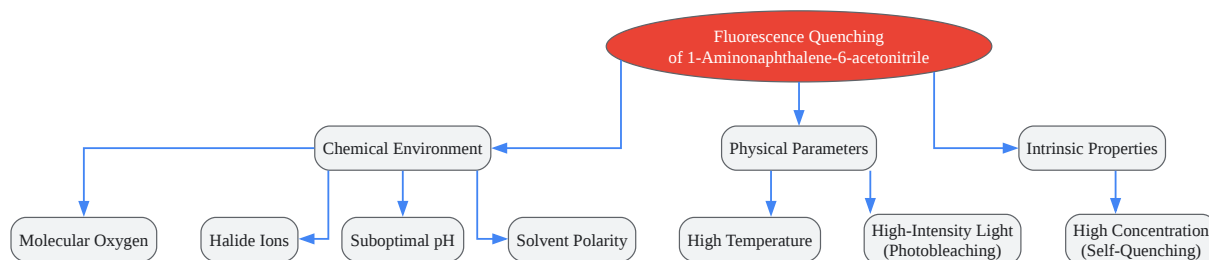 Fluorescence Quenching
of 1-Aminonaphthalene-6-acetonitrile
Chemical Environment
Physical Parameters
Intrinsic Properties
Molecular Oxygen
Halide Ions
Suboptimal pH
Solvent Polarity
High Temperature
High-Intensity Light
(Photobleaching)
High Concentration
(Self-Quenching)